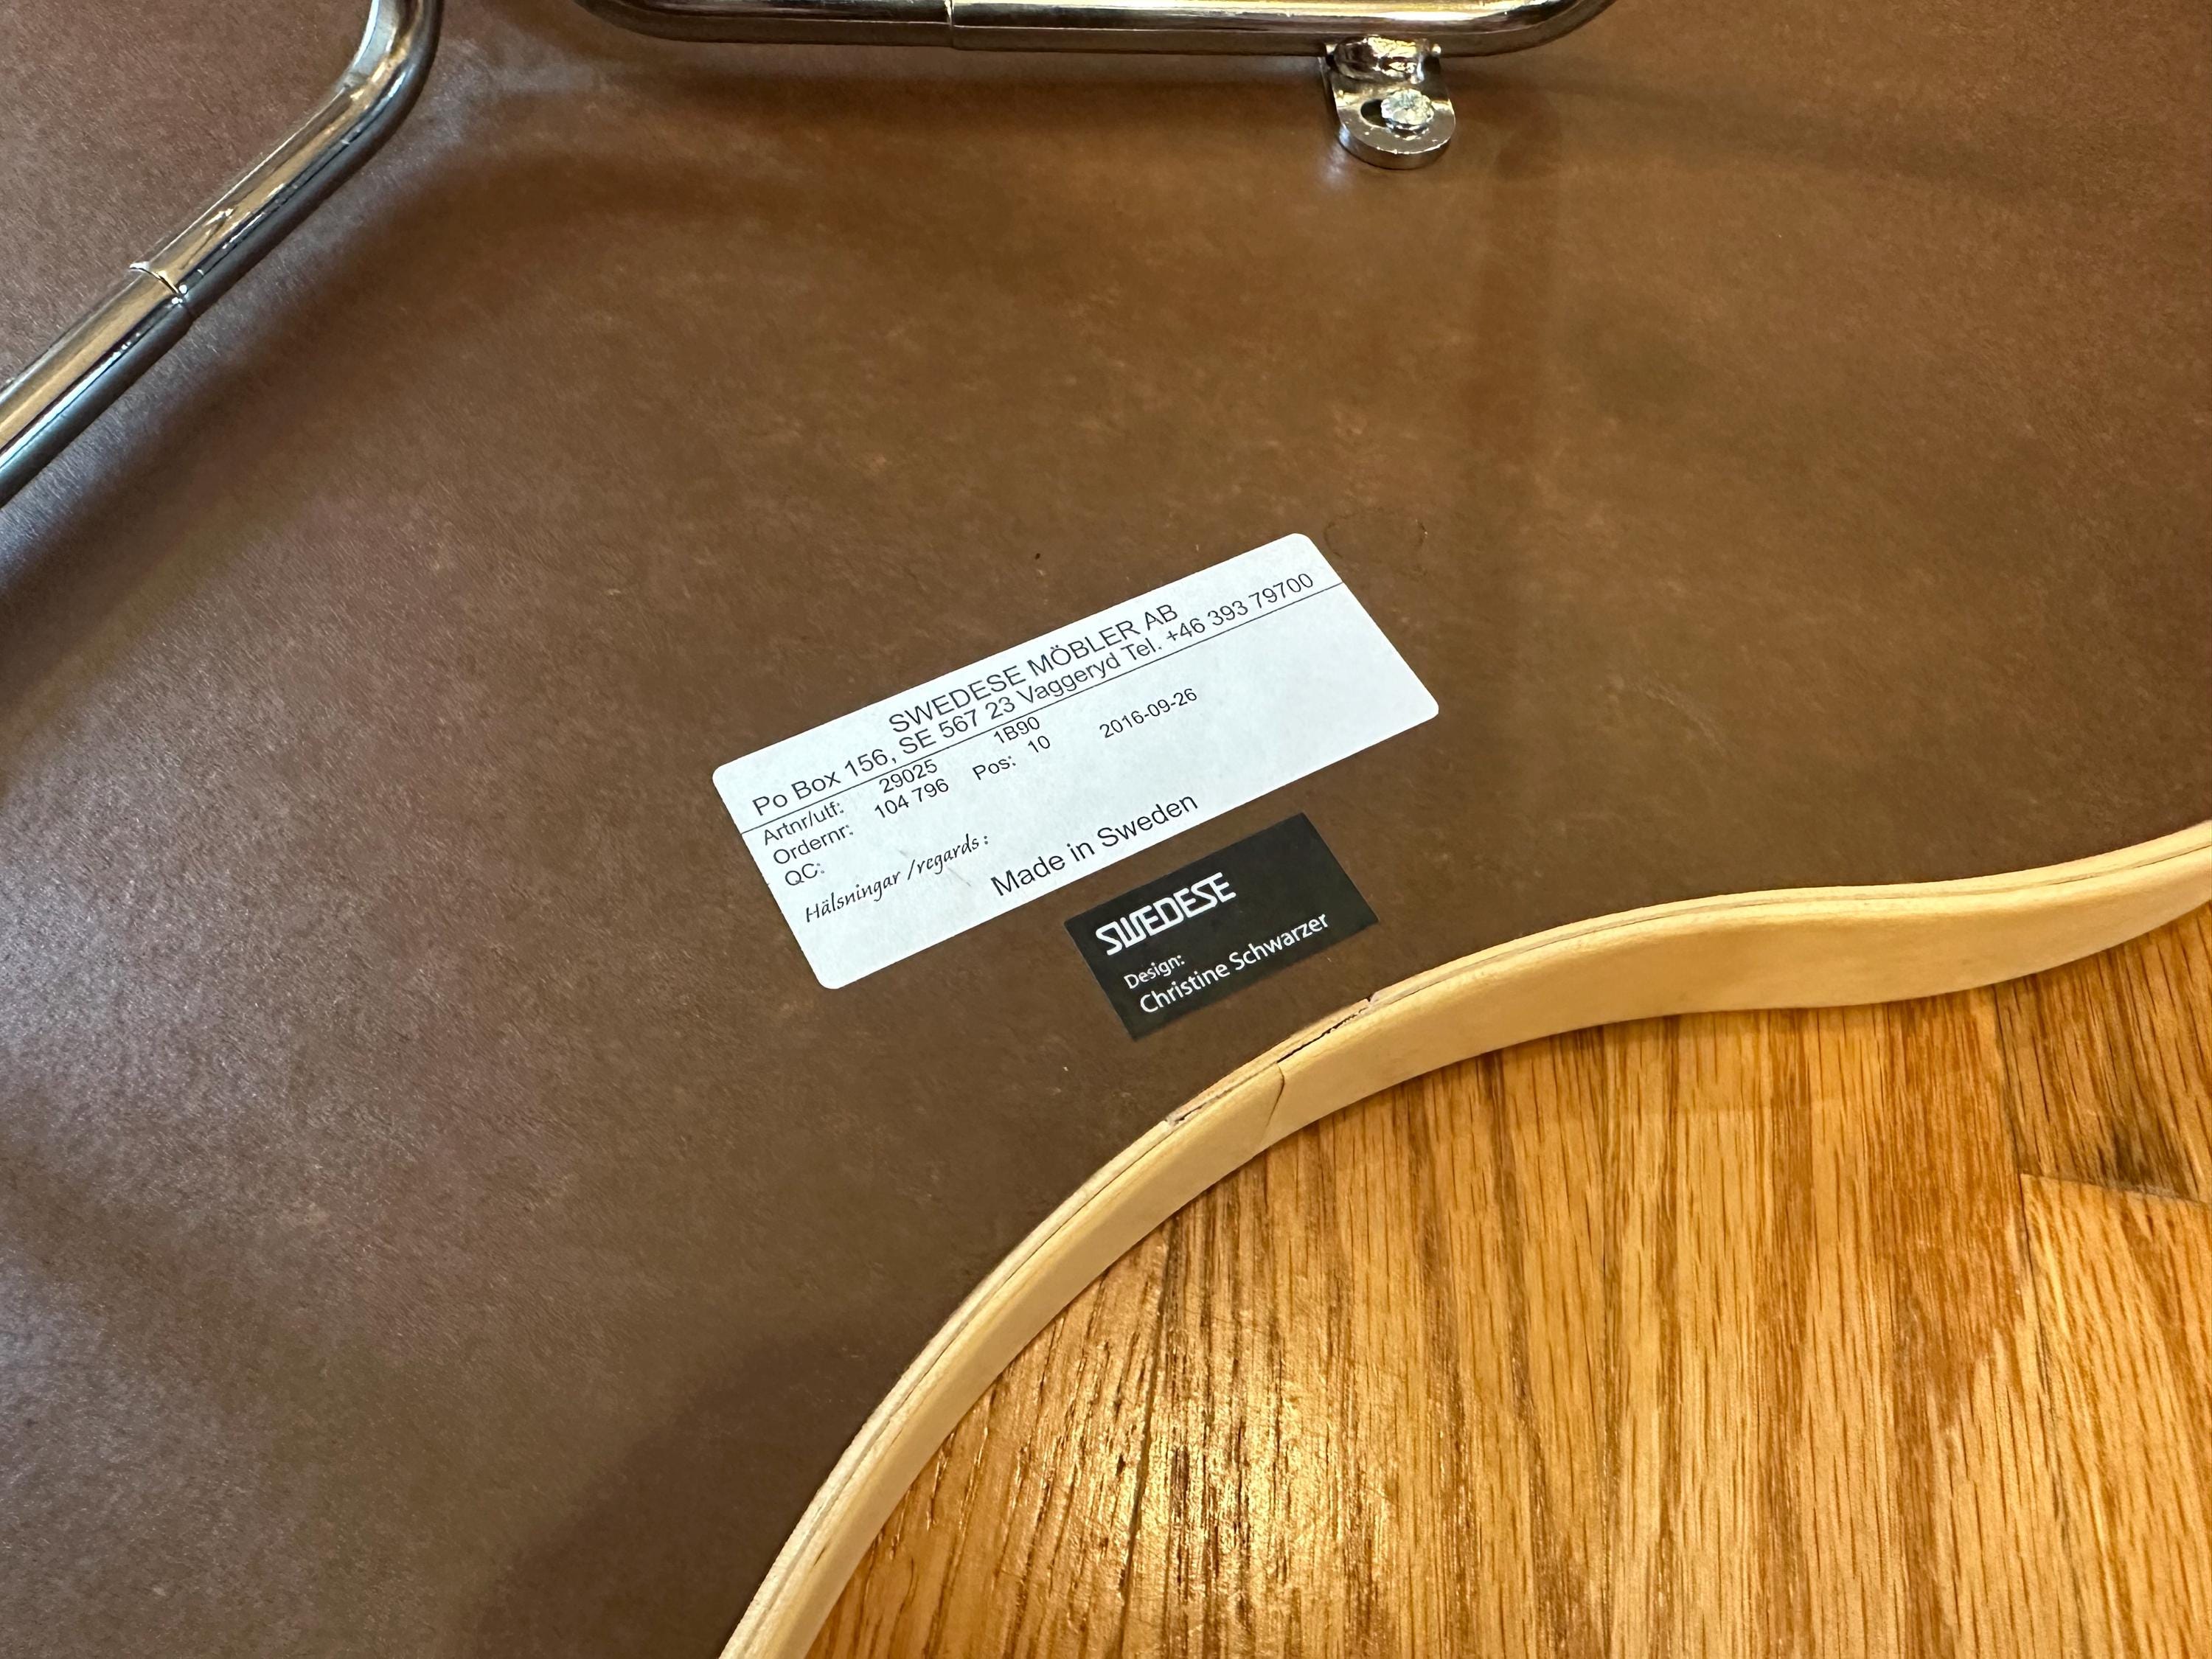 SWEDESE MÖBLER AB
Po Box 156, SE 567 23 Vaggeryd Tel. +46 393 79700
Artnr/utf: 29025 1B90
Ordernr: 104 796 Pos: 10 2016-09-26
QC:
Hälsningar /regards:
Made in Sweden
SWEDESE
Design:
Christine Schwarzer